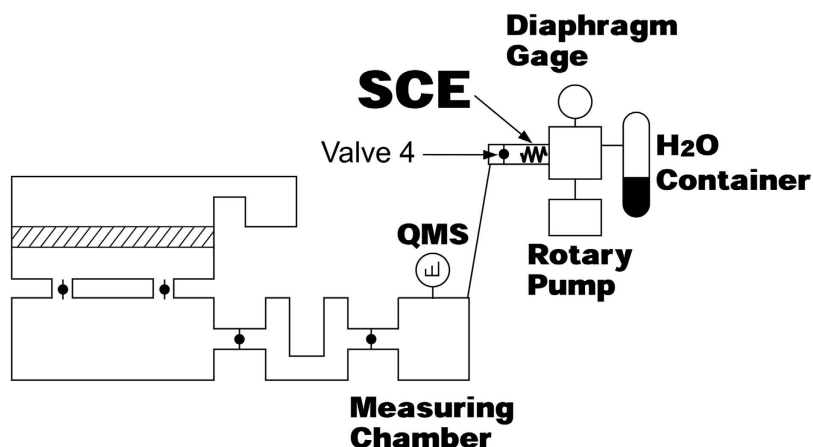 Diaphragm
Gage
SCE
Valve 4
H2O
Container
QMS
Rotary
Pump
Measuring
Chamber